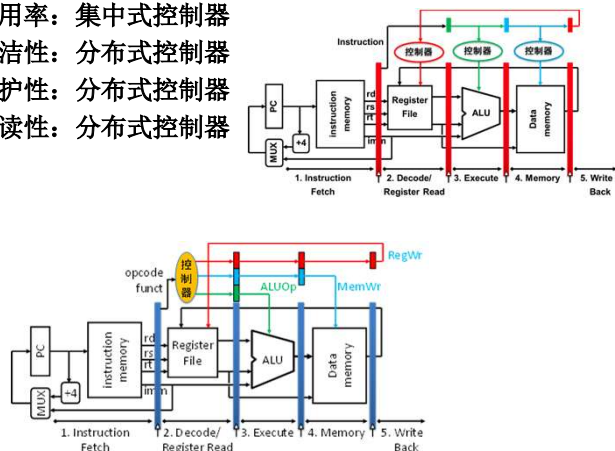 用率：集中式控制器
洁性：分布式控制器
护性：分布式控制器
读性：分布式控制器
Instruction
控制器
控制器
控制器
PC
MUX
+4
instruction memory
rd
rs
rt
imm
Register File
ALU
Data memory
1. Instruction Fetch
2. Decode/ Register Read
3. Execute
4. Memory
5. Write Back
opcode
funct
控制器
RegWr
ALUOp
MemWr
PC
MUX
+4
instruction memory
rd
rs
rt
imm
Register File
ALU
Data memory
1. Instruction Fetch
2. Decode/ Register Read
3. Execute
4. Memory
5. Write Back